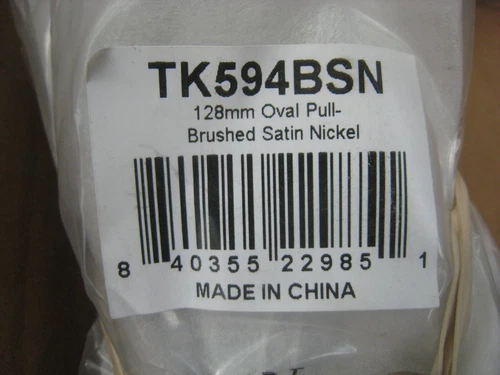 TK594BSN
128mm Oval Pull-
Brushed Satin Nickel
8 40355 22985 1
MADE IN CHINA